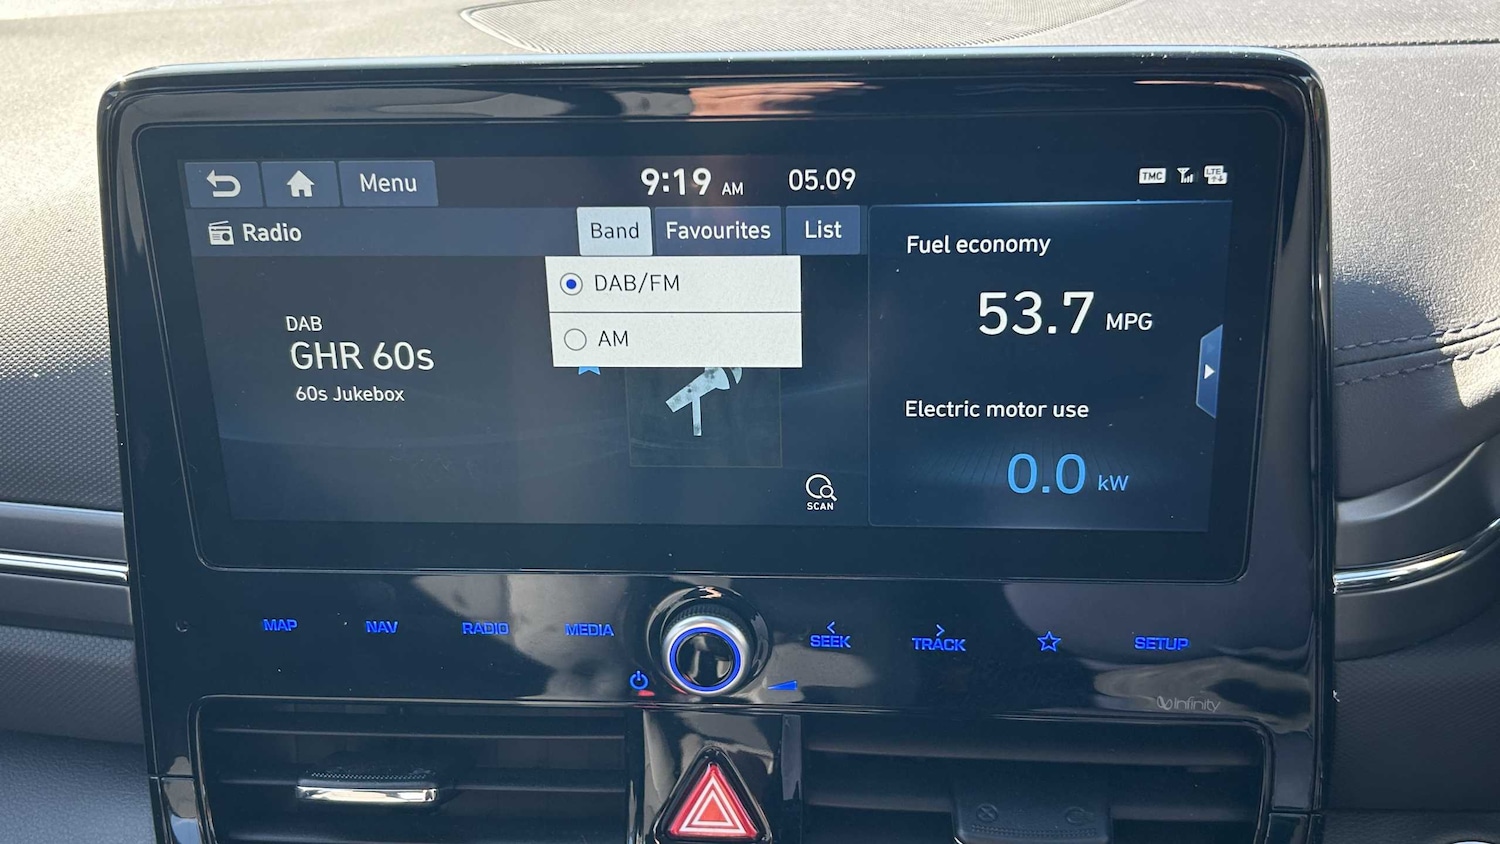 Menu
9:19 AM
05.09
TMC
LTE
Radio
Band
Favourites
List
DAB/FM
AM
DAB
GHR 60s
60s Jukebox
SCAN
Fuel economy
53.7 MPG
Electric motor use
0.0 kW
MAP
NAV
RADIO
MEDIA
SEEK
TRACK
SETUP
Infinity